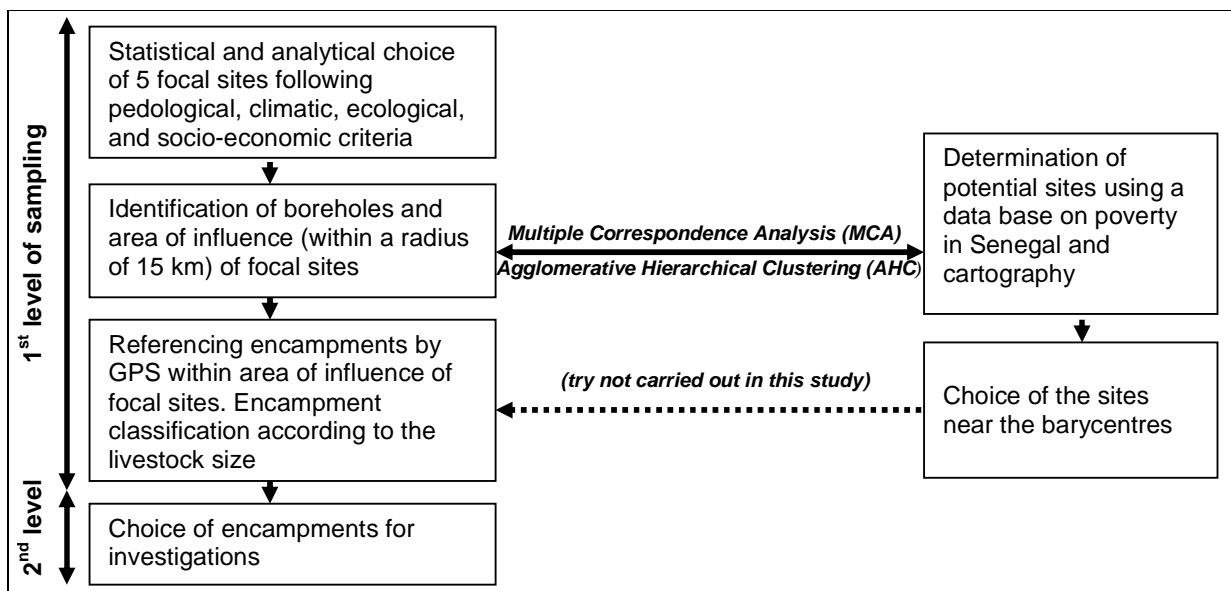 1st level of sampling
2nd level
Statistical and analytical choice
of 5 focal sites following
pedological, climatic, ecological,
and socio-economic criteria
Identification of boreholes and
area of influence (within a radius
of 15 km) of focal sites
Referencing encampments by
GPS within area of influence of
focal sites. Encampment
classification according to the
livestock size
Choice of encampments for
investigations
Multiple Correspondence Analysis (MCA)
Agglomerative Hierarchical Clustering (AHC)
(try not carried out in this study)
Determination of
potential sites using a
data base on poverty
in Senegal and
cartography
Choice of the sites
near the barycentres